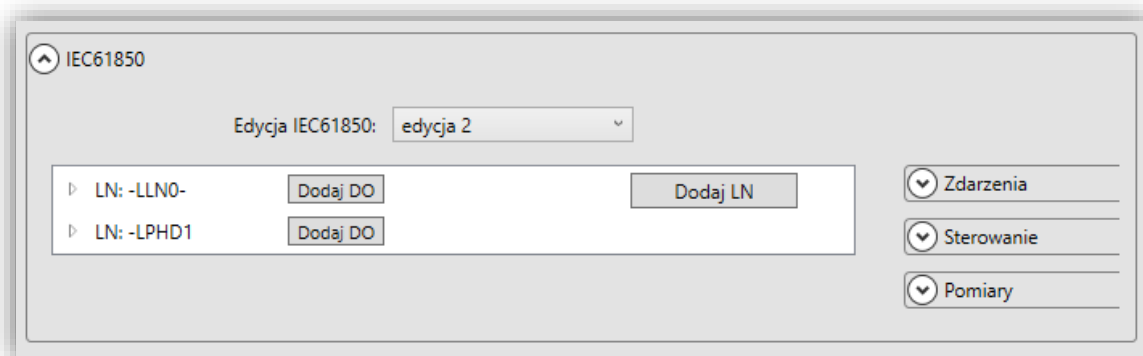 IEC61850
Edycja IEC61850: edycja 2
LN: -LLN0- Dodaj DO Dodaj LN
LN: -LPHD1 Dodaj DO
Zdarzenia
Sterowanie
Pomiary